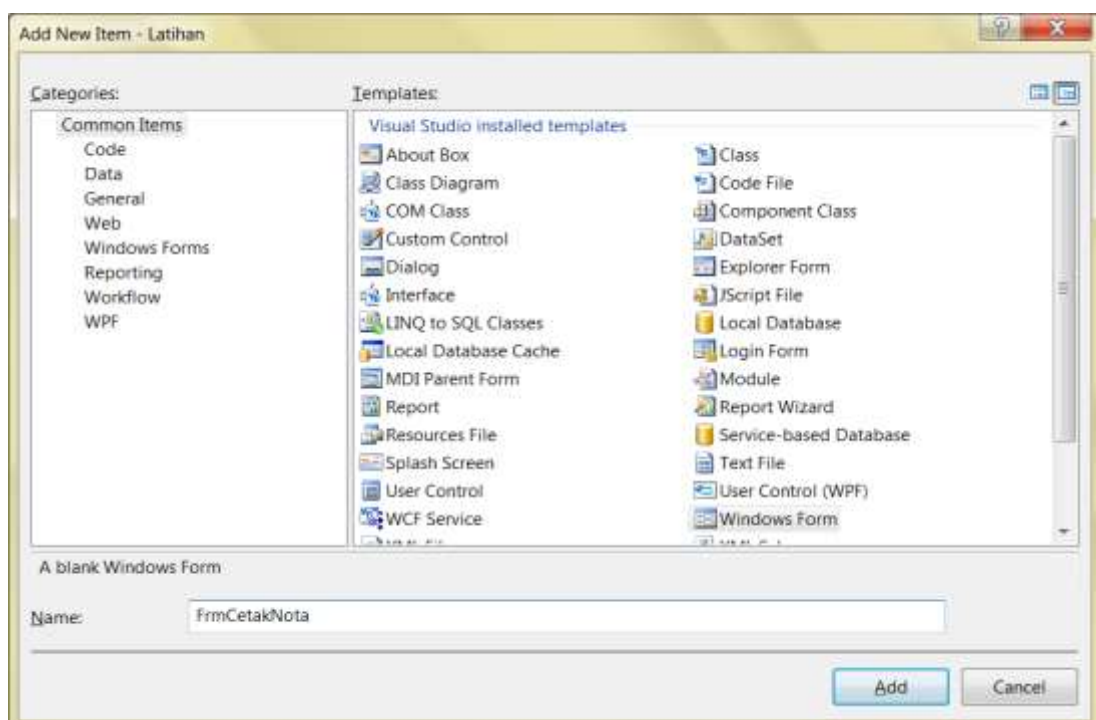 Add New Item - Latihan
Categories:
Templates:
Common Items
Code
Data
General
Web
Windows Forms
Reporting
Workflow
WPF
Visual Studio installed templates
About Box
Class
Class Diagram
Code File
COM Class
Component Class
Custom Control
DataSet
Dialog
Explorer Form
Interface
JScript File
LINQ to SQL Classes
Local Database
Local Database Cache
Login Form
MDI Parent Form
Module
Report
Report Wizard
Resources File
Service-based Database
Splash Screen
Text File
User Control
User Control (WPF)
WCF Service
Windows Form
A blank Windows Form
Name:
FrmCetakNota
Add
Cancel